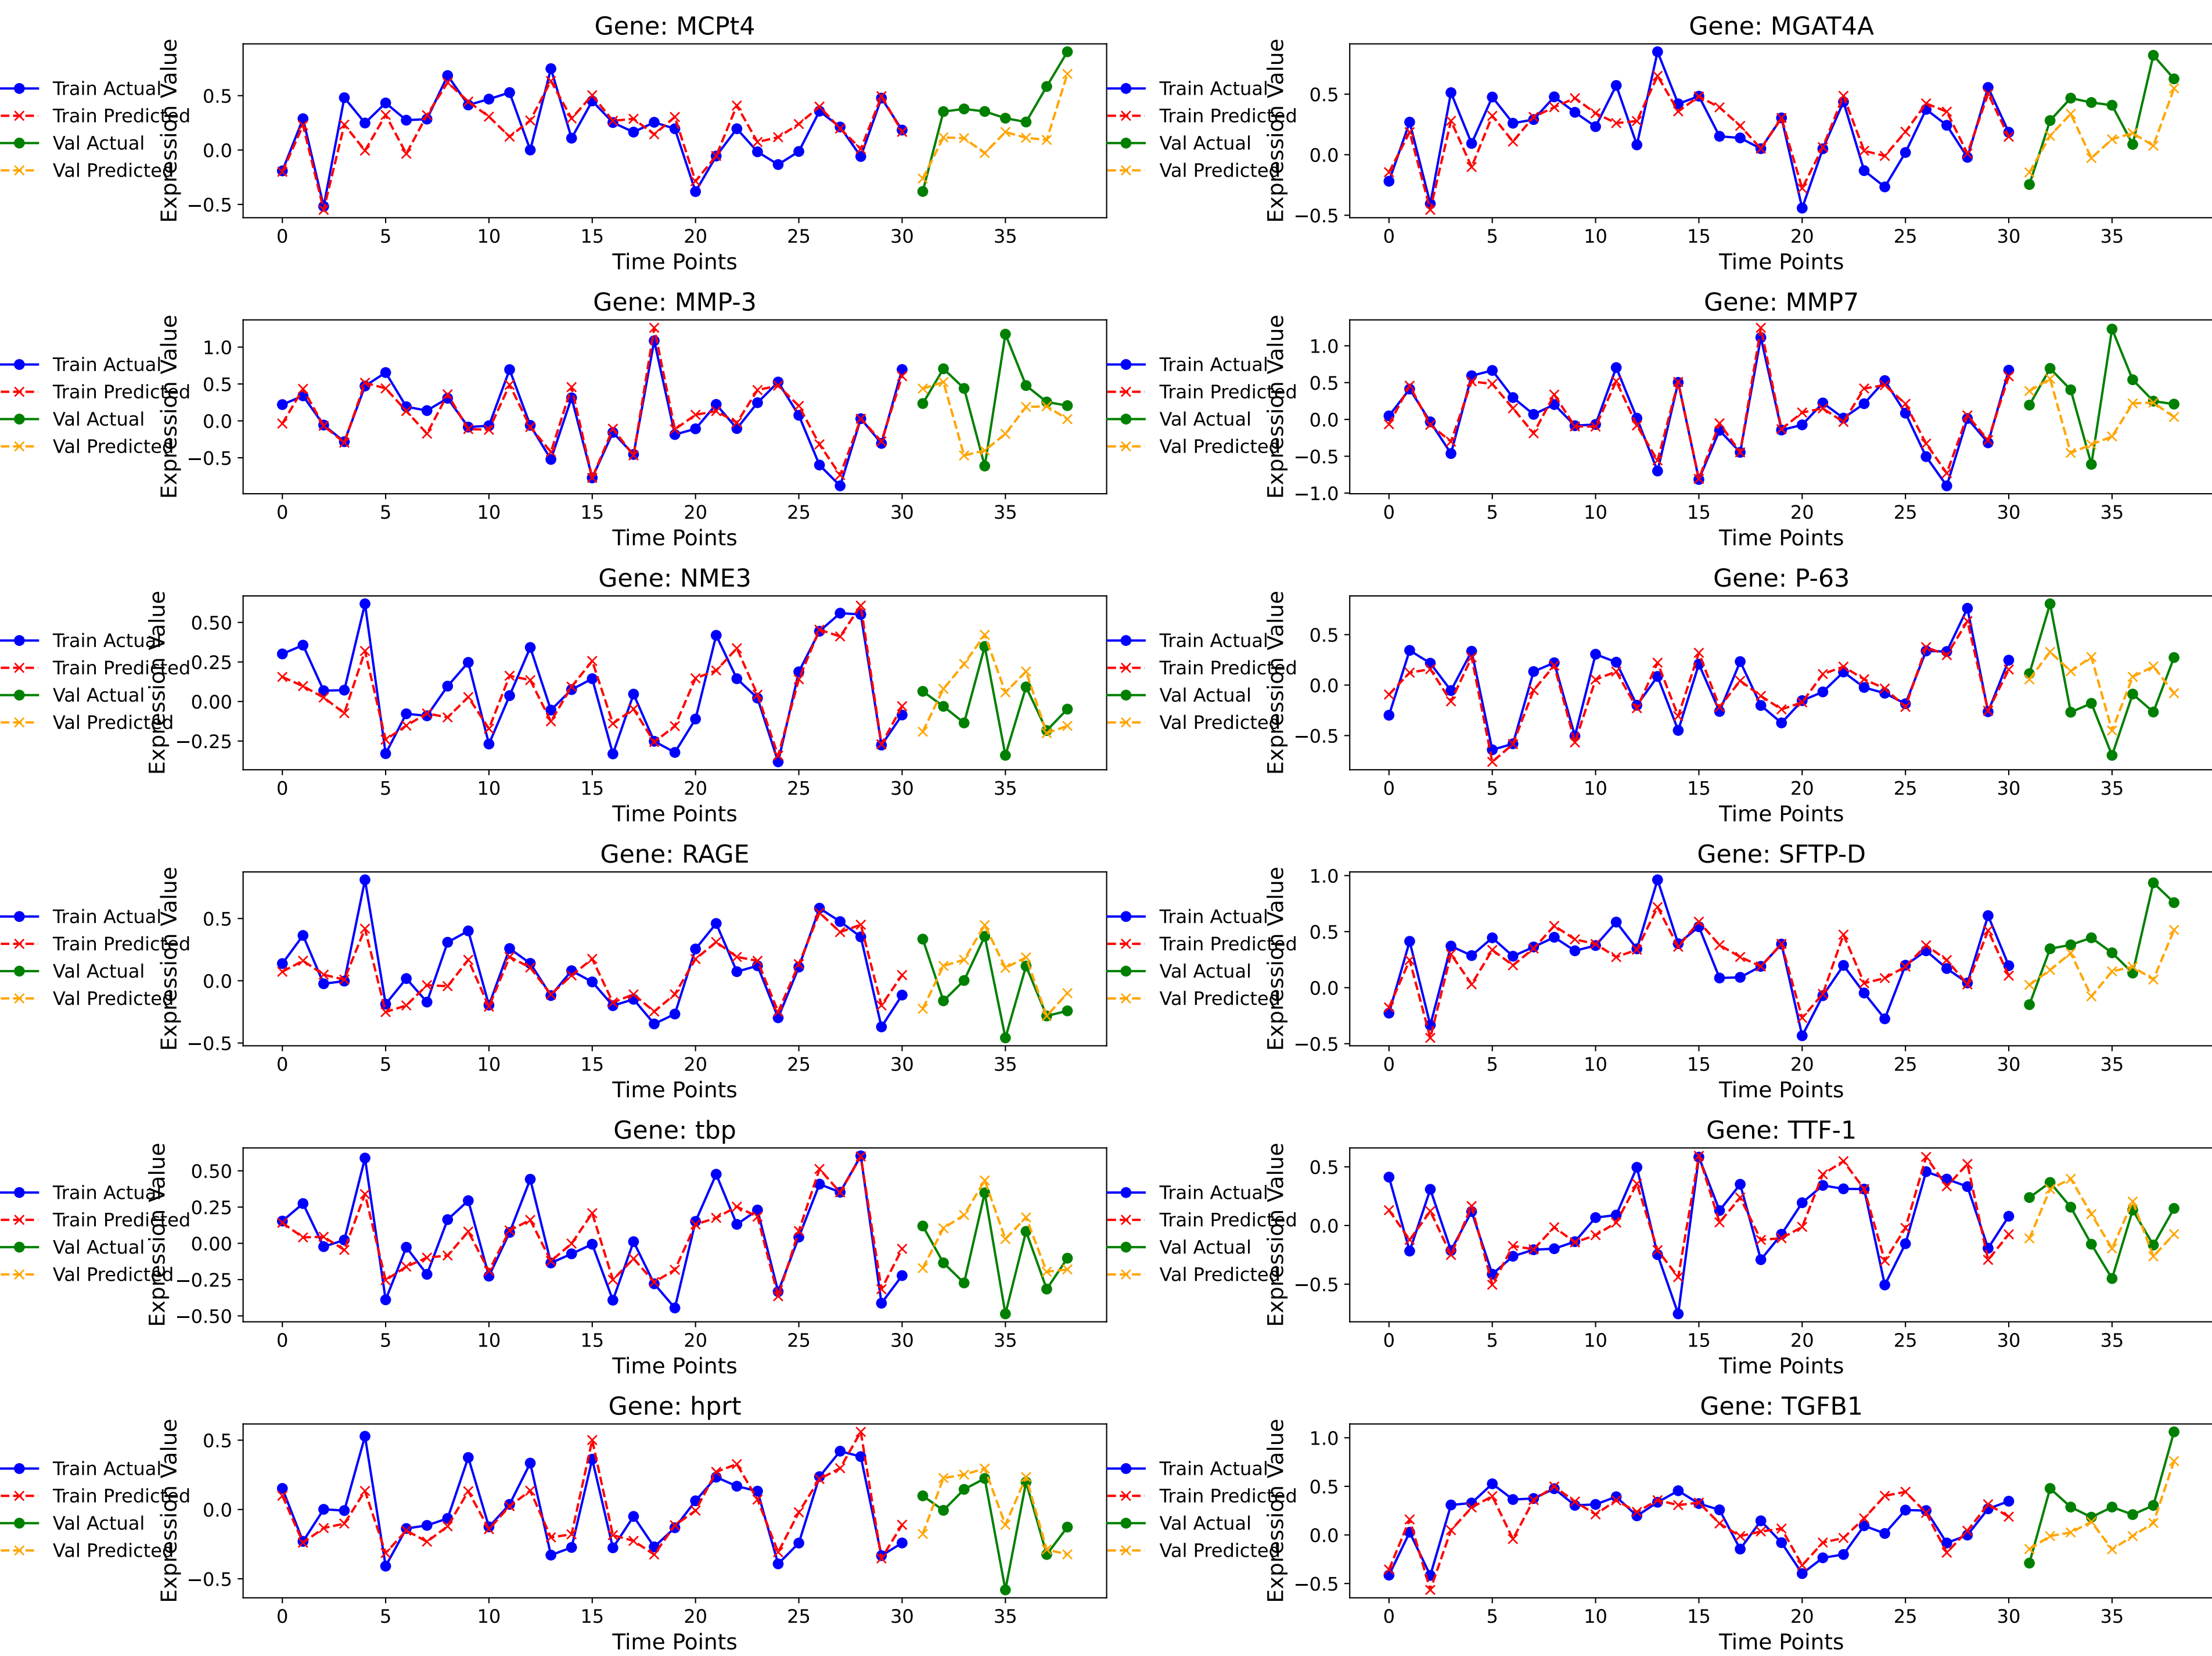 Gene: MCPt4
Train Actual
Train Predicted
Val Actual
Val Predicted
Expression Value
0.5
0.0
−0.5
0 5 10 15 20 25 30 35
Time Points
Gene: MGAT4A
Train Actual
Train Predicted
Val Actual
Val Predicted
Expression Value
0.5
0.0
−0.5
0 5 10 15 20 25 30 35
Time Points
Gene: MMP-3
Train Actual
Train Predicted
Val Actual
Val Predicted
Expression Value
1.0
0.5
0.0
−0.5
0 5 10 15 20 25 30 35
Time Points
Gene: MMP7
Train Actual
Train Predicted
Val Actual
Val Predicted
Expression Value
1.0
0.5
0.0
−0.5
−1.0
0 5 10 15 20 25 30 35
Time Points
Gene: NME3
Train Actual
Train Predicted
Val Actual
Val Predicted
Expression Value
0.50
0.25
0.00
−0.25
0 5 10 15 20 25 30 35
Time Points
Gene: P-63
Train Actual
Train Predicted
Val Actual
Val Predicted
Expression Value
0.5
0.0
−0.5
0 5 10 15 20 25 30 35
Time Points
Gene: RAGE
Train Actual
Train Predicted
Val Actual
Val Predicted
Expression Value
0.5
0.0
−0.5
0 5 10 15 20 25 30 35
Time Points
Gene: SFTP-D
Train Actual
Train Predicted
Val Actual
Val Predicted
Expression Value
1.0
0.5
0.0
−0.5
0 5 10 15 20 25 30 35
Time Points
Gene: tbp
Train Actual
Train Predicted
Val Actual
Val Predicted
Expression Value
0.50
0.25
0.00
−0.25
−0.50
0 5 10 15 20 25 30 35
Time Points
Gene: TTF-1
Train Actual
Train Predicted
Val Actual
Val Predicted
Expression Value
0.5
0.0
−0.5
0 5 10 15 20 25 30 35
Time Points
Gene: hprt
Train Actual
Train Predicted
Val Actual
Val Predicted
Expression Value
0.5
0.0
−0.5
0 5 10 15 20 25 30 35
Time Points
Gene: TGFB1
Train Actual
Train Predicted
Val Actual
Val Predicted
Expression Value
1.0
0.5
0.0
−0.5
0 5 10 15 20 25 30 35
Time Points